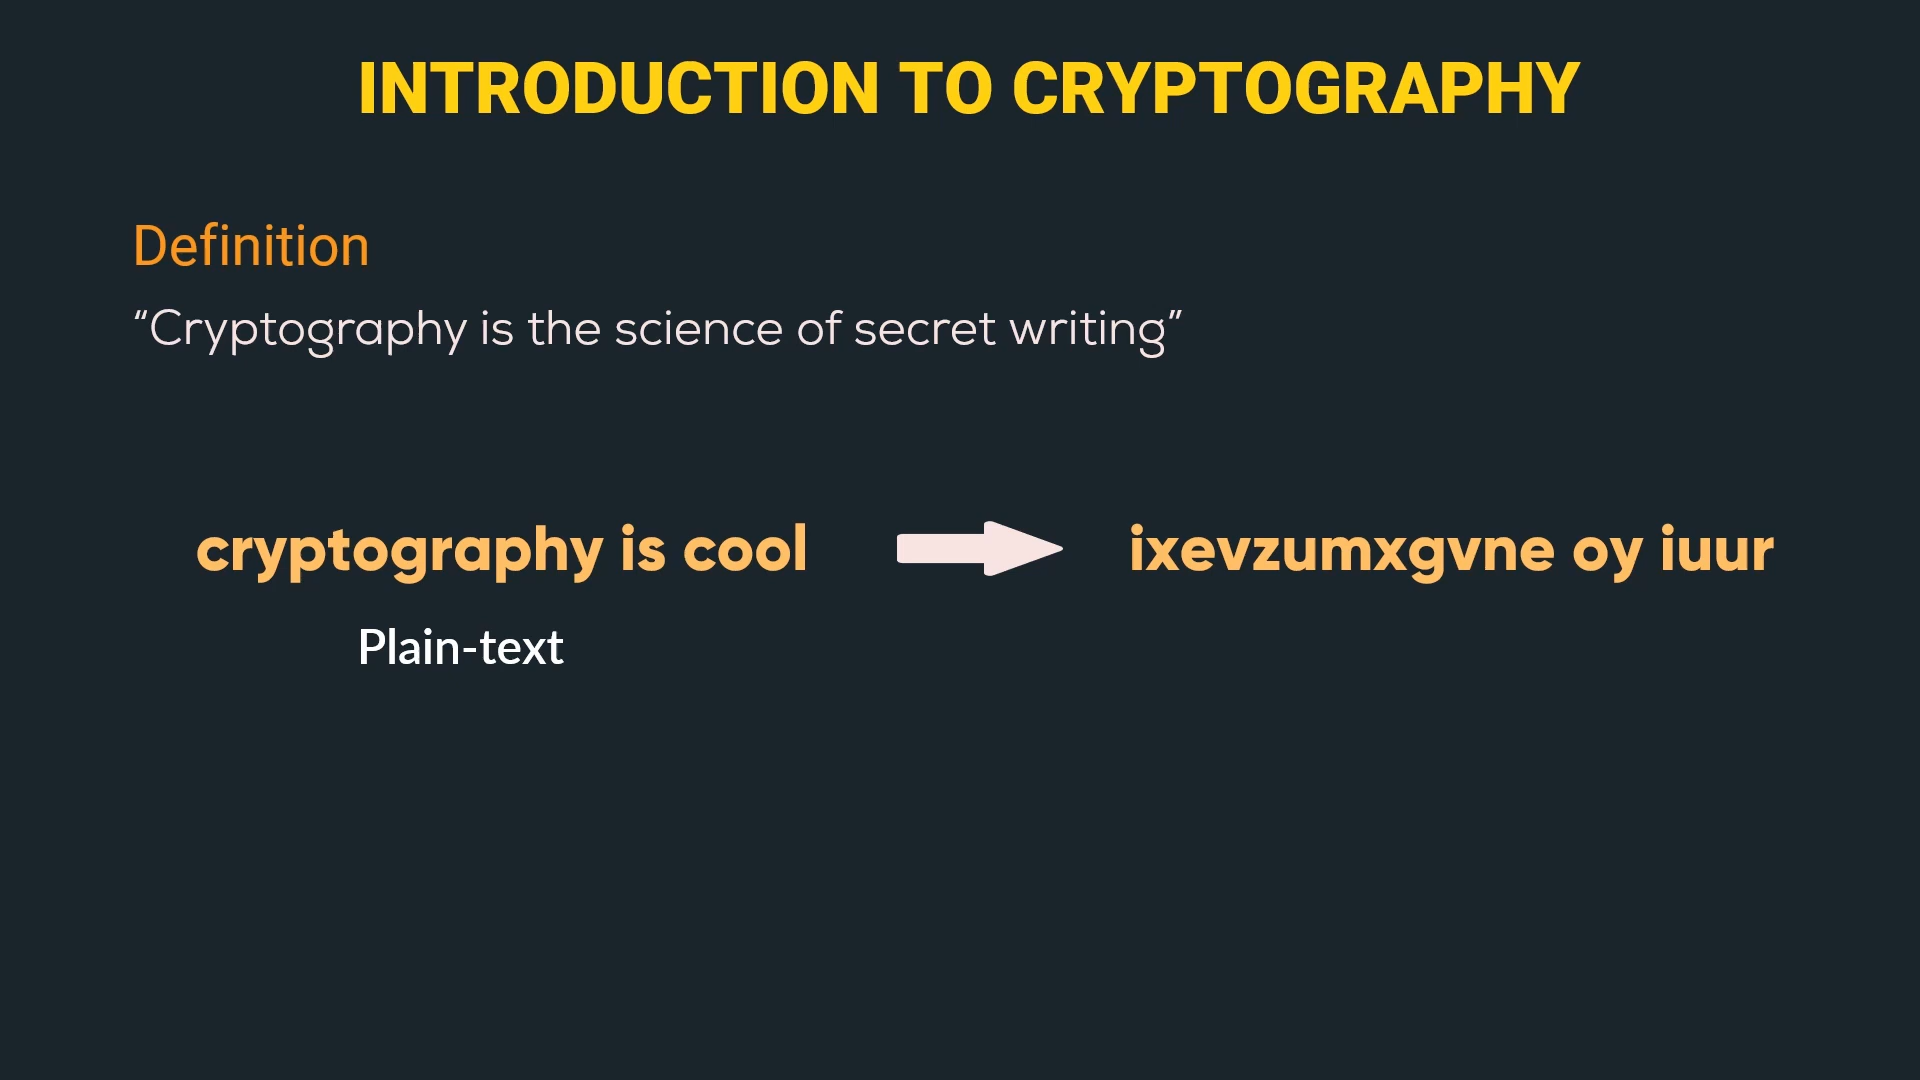 INTRODUCTION TO CRYPTOGRAPHY
Definition
“Cryptography is the science of secret writing”
cryptography is cool ixevzumxgvne oy iuur
Plain-text